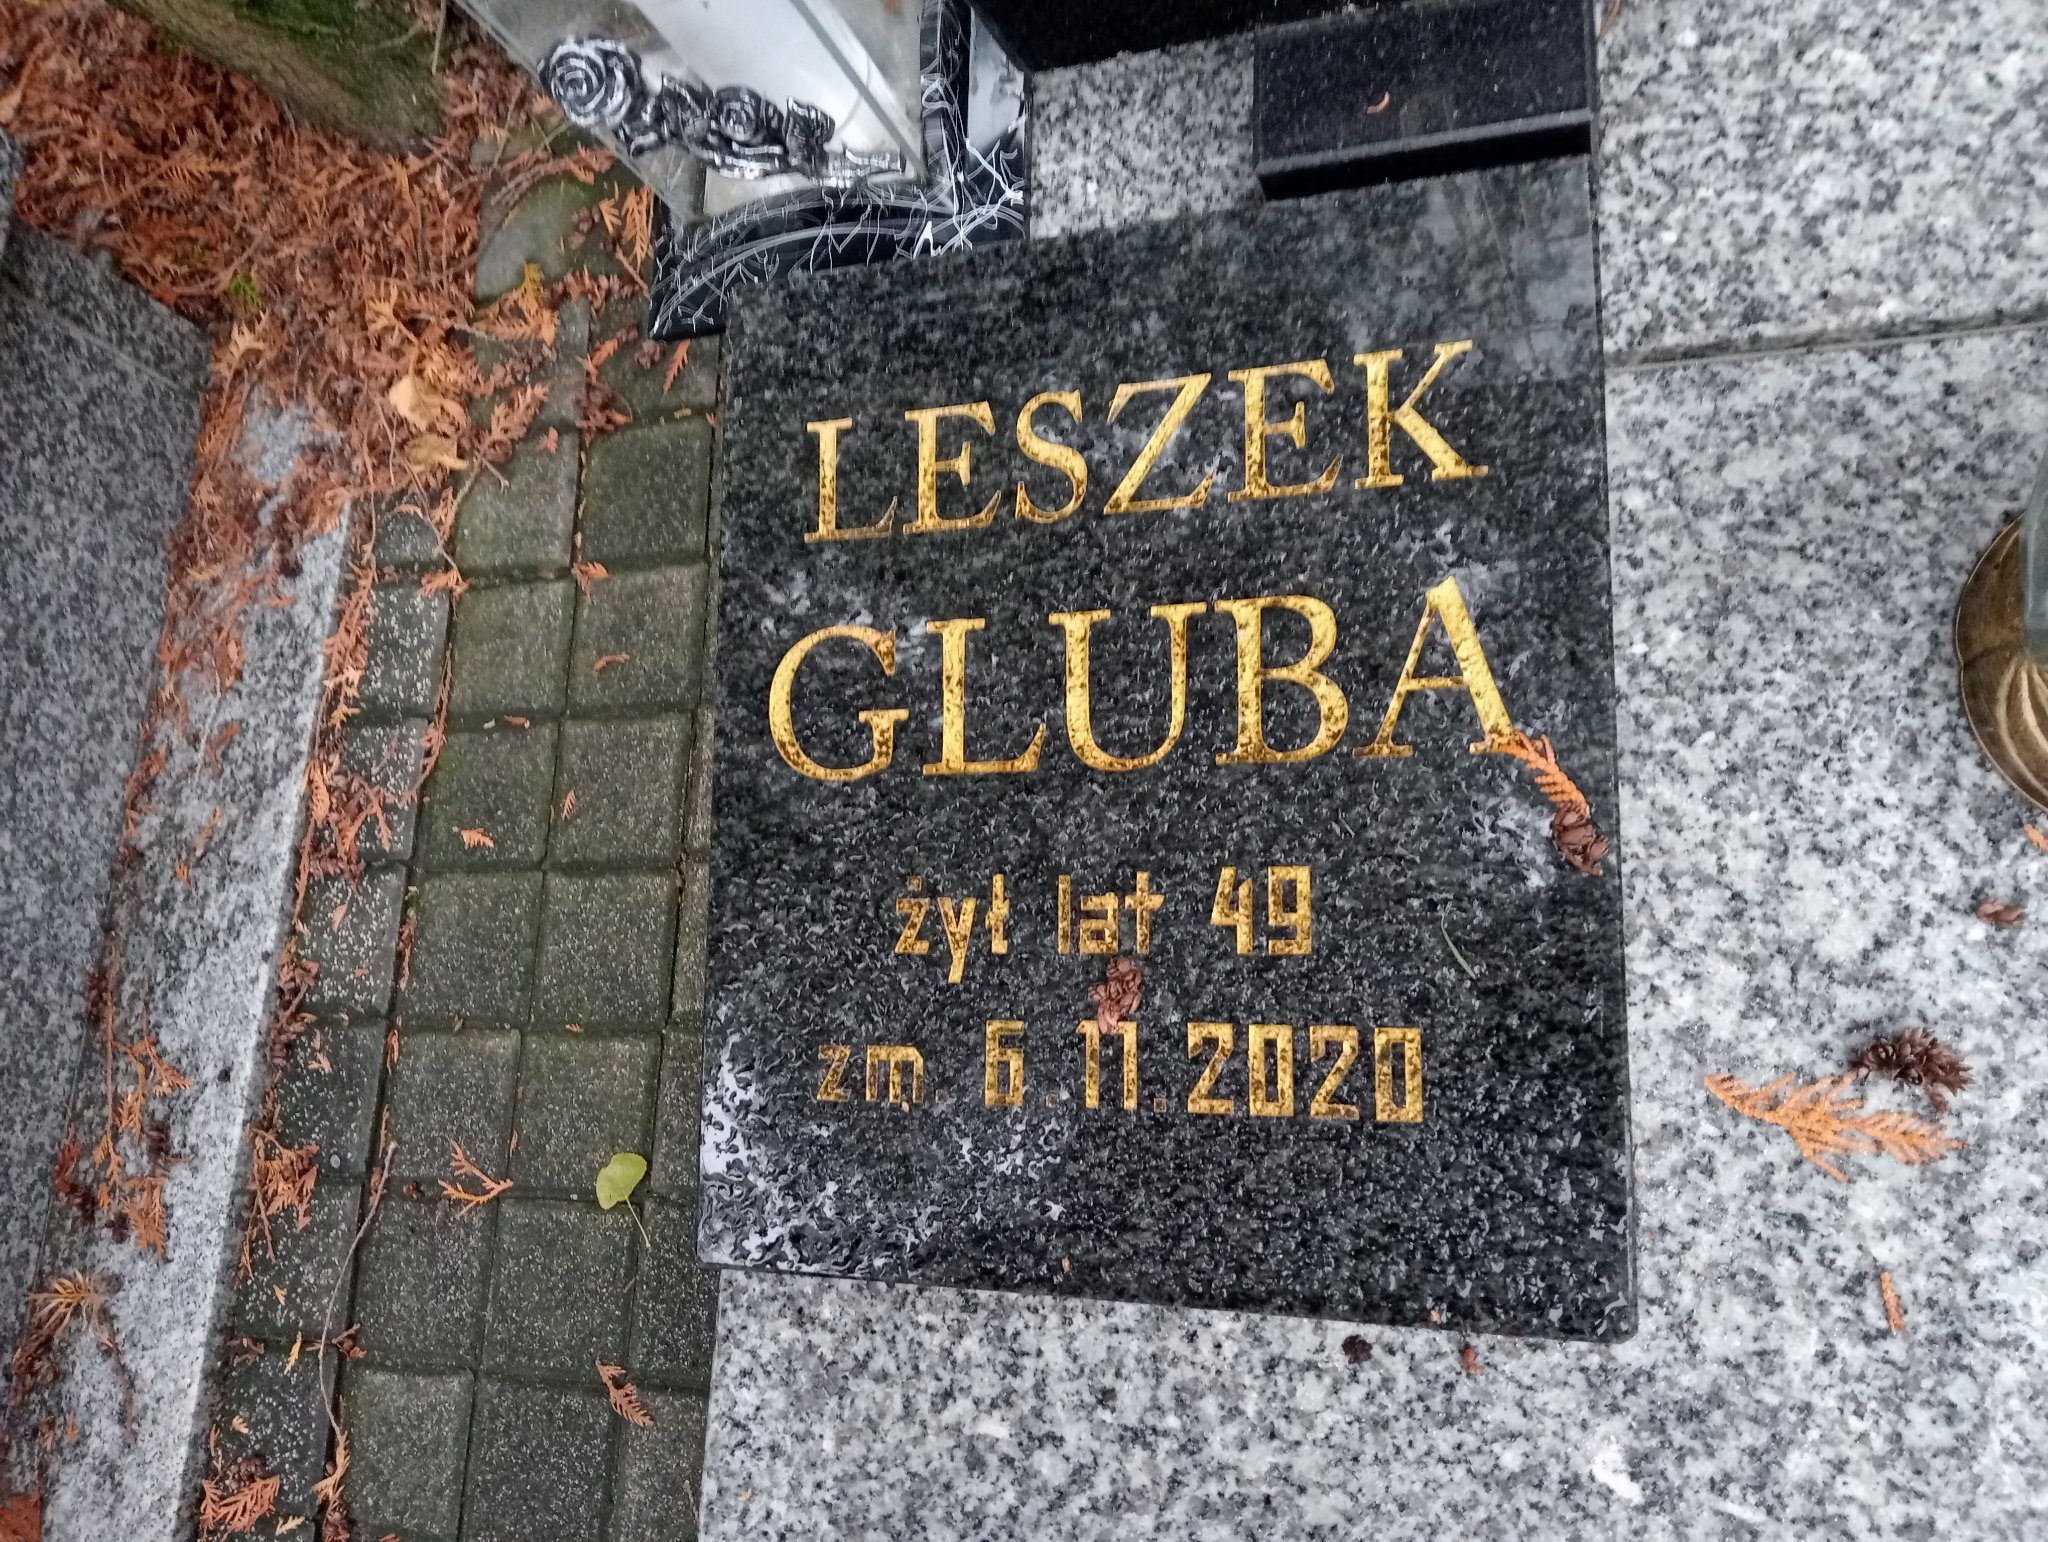 LESZEK
GLUBA
żył lat 49
zm. 6.11.2020